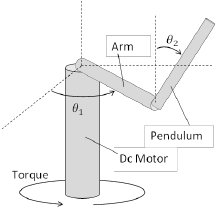 θ₂
Arm
θ₁
Pendulum
Dc Motor
Torque